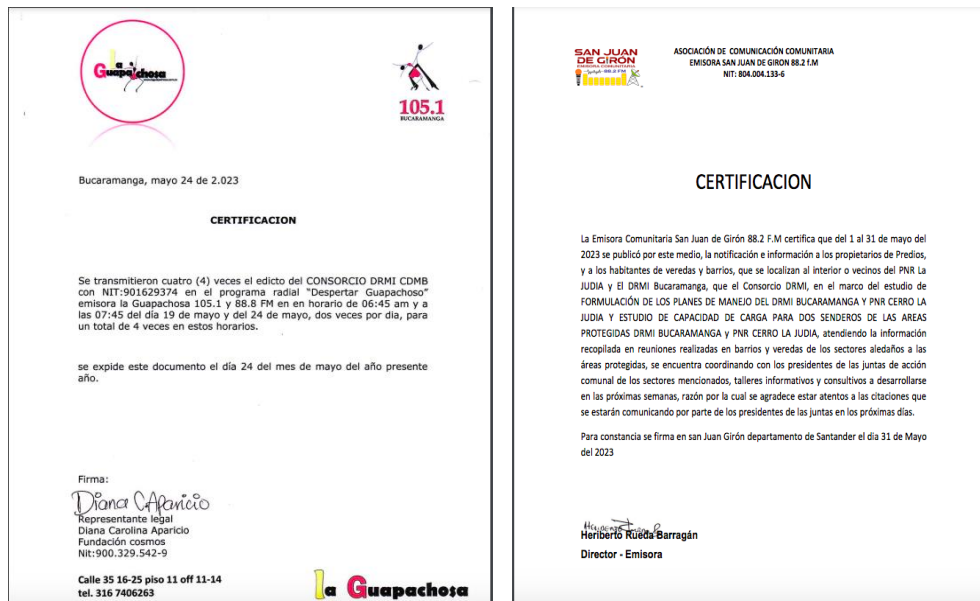 la
Guapachosa
105.1
BUCARAMANGA
Bucaramanga, mayo 24 de 2.023
CERTIFICACION
Se transmitieron cuatro (4) veces el edicto del CONSORCIO DRMI CDMB
con NIT:901629374 en el programa radial "Despertar Guapachoso"
emisora la Guapachosa 105.1 y 88.8 FM en en horario de 06:45 am y a
las 07:45 del día 19 de mayo y del 24 de mayo, dos veces por dia, para
un total de 4 veces en estos horarios.
se expide este documento el día 24 del mes de mayo del año presente
año.
Firma:
Diana C Aparicio
Representante legal
Diana Carolina Aparicio
Fundación cosmos
Nit:900.329.542-9
Calle 35 16-25 piso 11 off 11-14
tel. 316 7406263
la Guapachosa
SAN JUAN
DE GIRÓN
EMISORA COMUNITARIA
88.2 FM
ASOCIACIÓN DE COMUNICACIÓN COMUNITARIA
EMISORA SAN JUAN DE GIRON 88.2 f.M
NIT: 804.004.133-6
CERTIFICACION
La Emisora Comunitaria San Juan de Girón 88.2 F.M certifica que del 1 al 31 de mayo del
2023 se publicó por este medio, la notificación e información a los propietarios de Predios,
y a los habitantes de veredas y barrios, que se localizan al interior o vecinos del PNR La
JUDIA y El DRMI Bucaramanga, que el Consorcio DRMI, en el marco del estudio de
FORMULACIÓN DE LOS PLANES DE MANEJO DEL DRMI BUCARAMANGA Y PNR CERRO LA
JUDIA Y ESTUDIO DE CAPACIDAD DE CARGA PARA DOS SENDEROS DE LAS AREAS
PROTEGIDAS DRMI BUCARAMANGA y PNR CERRO LA JUDIA, atendiendo la información
recopilada en reuniones realizadas en barrios y veredas de los sectores aledaños a las
áreas protegidas, se encuentra coordinando con los presidentes de las juntas de acción
comunal de los sectores mencionados, talleres informativos y consultivos a desarrollarse
en las próximas semanas, razón por la cual se agradece estar atentos a las citaciones que
se estarán comunicando por parte de los presidentes de las juntas en los próximas días.
Para constancia se firma en san Juan Girón departamento de Santander el dia 31 de Mayo
del 2023
Heriberto Rueda Barragán
Director - Emisora